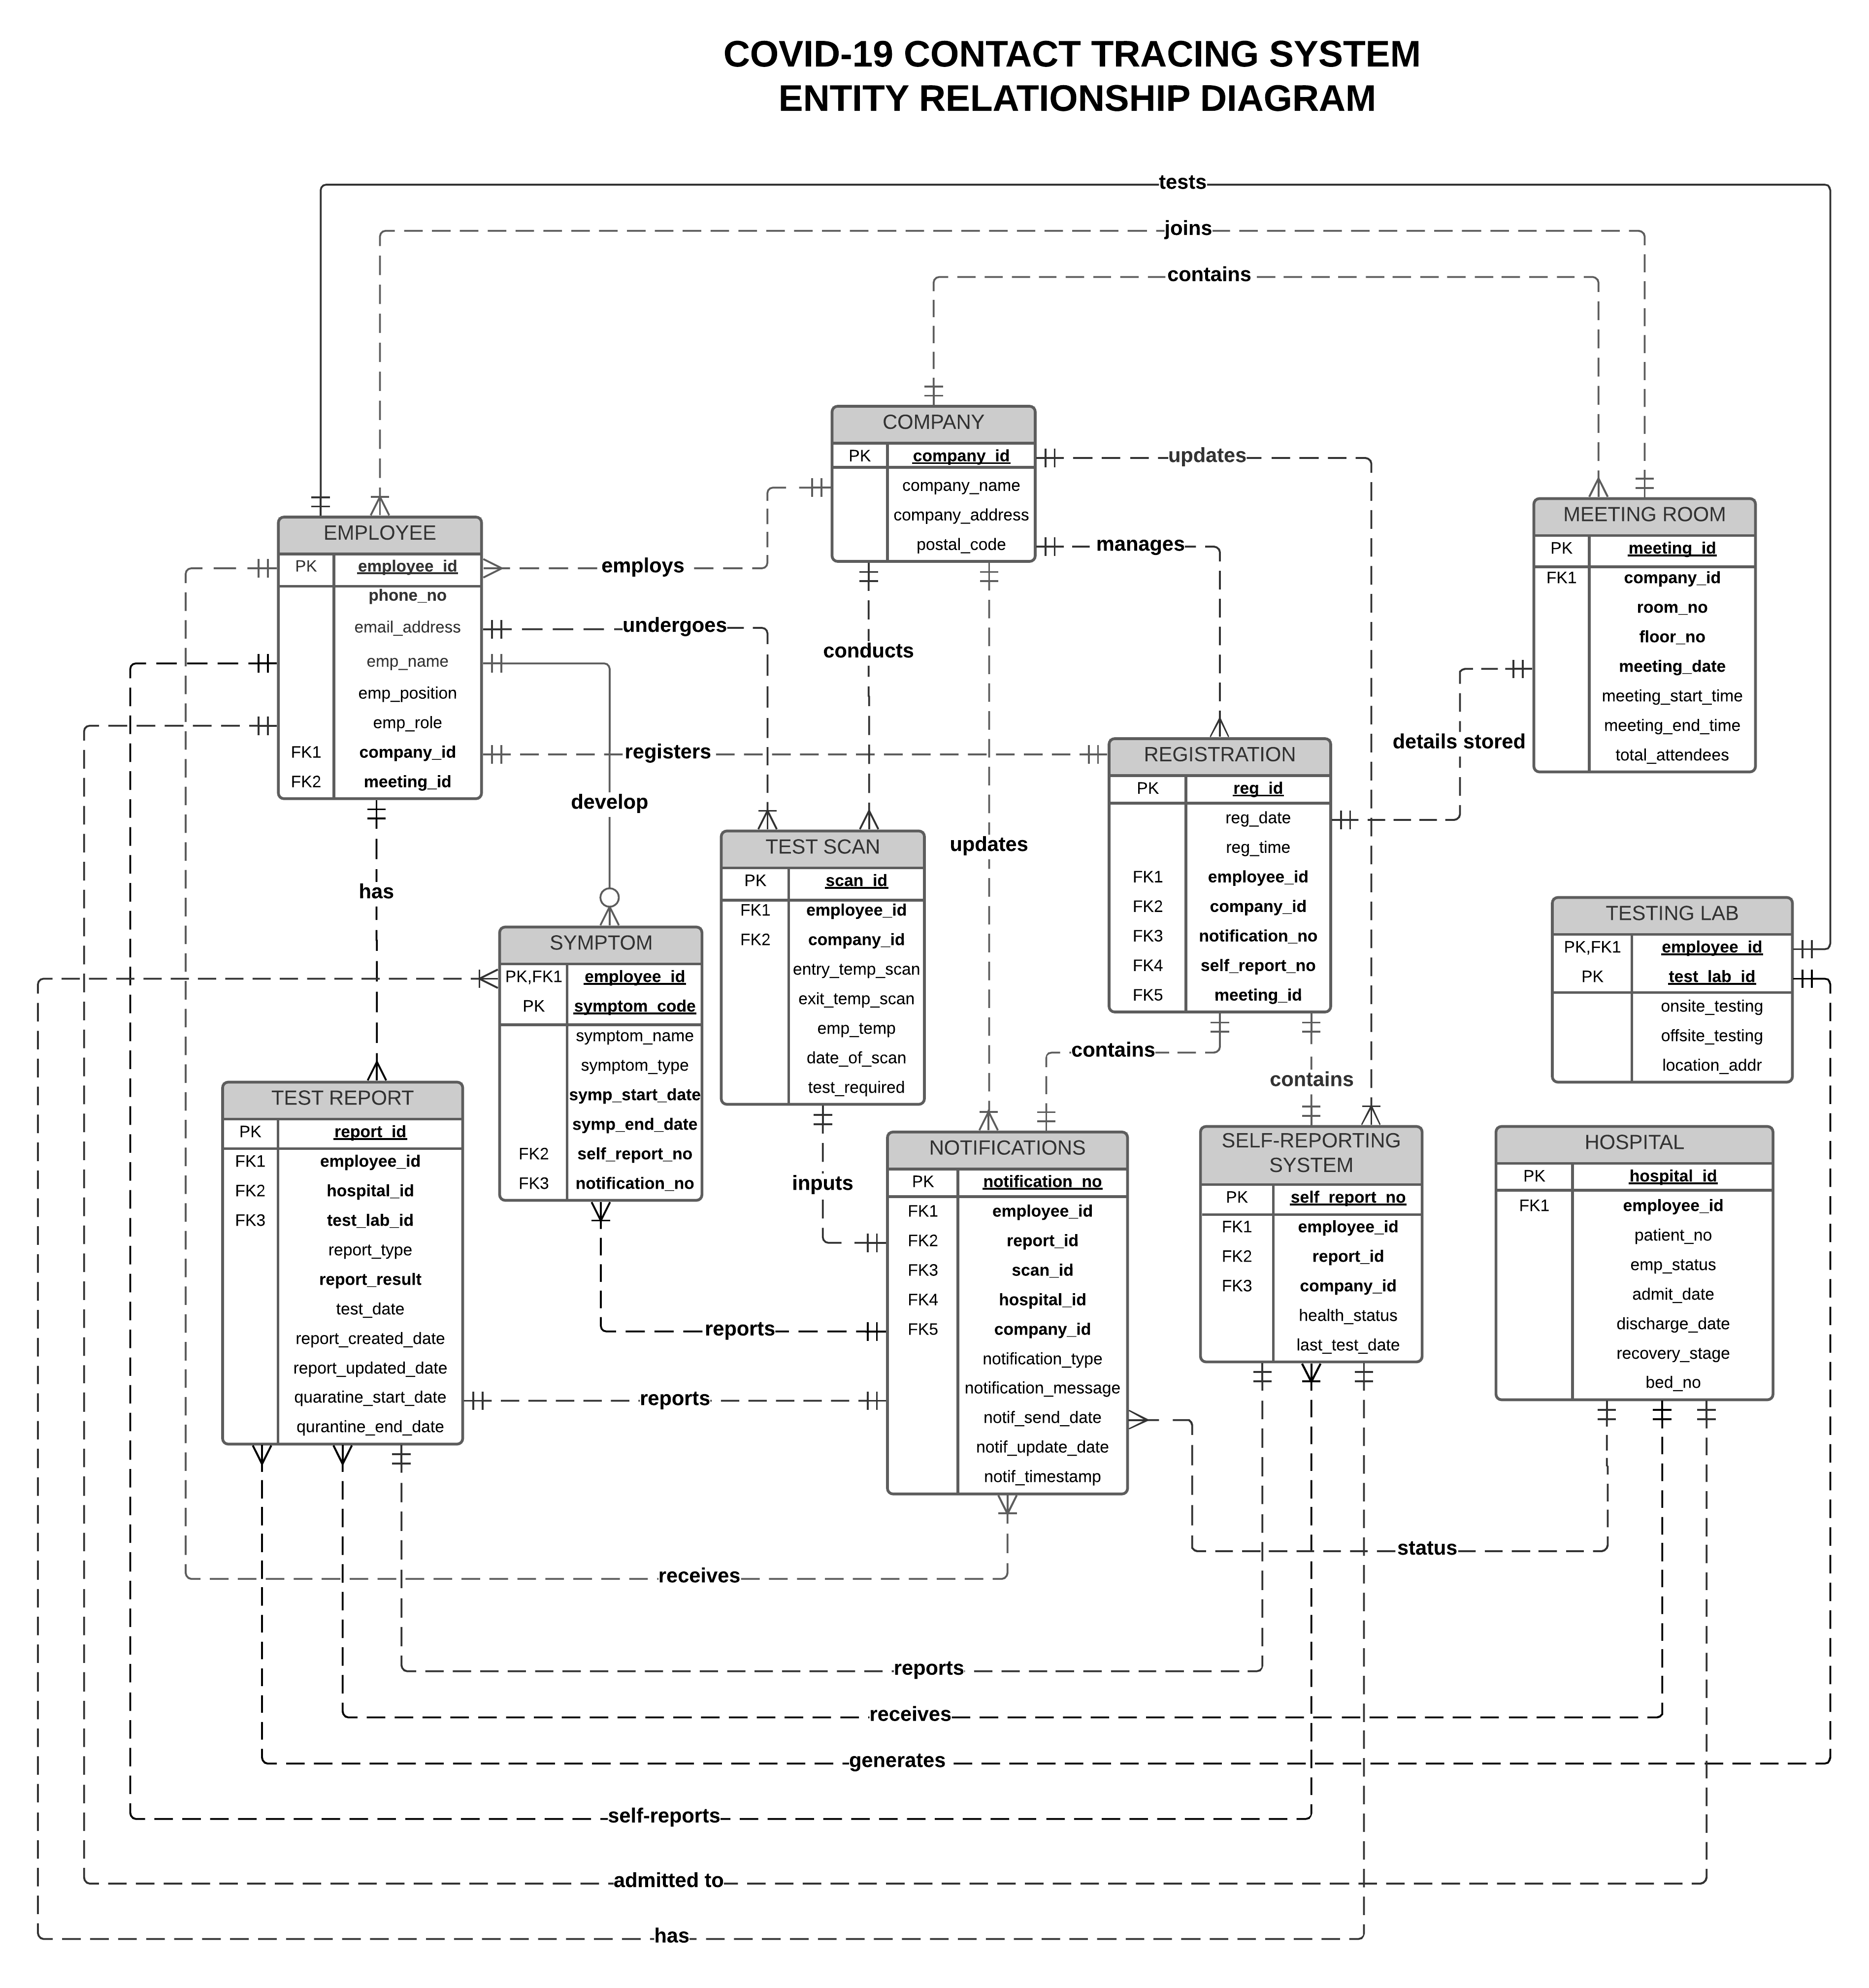 COVID-19 CONTACT TRACING SYSTEM
ENTITY RELATIONSHIP DIAGRAM
tests
joins
contains
COMPANY
PK company_id
company_name
company_address
postal_code
updates
manages
employs
undergoes
conducts
registers
develop
has
updates
details stored
EMPLOYEE
PK employee_id
phone_no
email_address
emp_name
emp_position
emp_role
FK1 company_id
FK2 meeting_id
MEETING ROOM
PK meeting_id
FK1 company_id
room_no
floor_no
meeting_date
meeting_start_time
meeting_end_time
total_attendees
REGISTRATION
PK reg_id
reg_date
reg_time
FK1 employee_id
FK2 company_id
FK3 notification_no
FK4 self_report_no
FK5 meeting_id
TEST SCAN
PK scan_id
FK1 employee_id
FK2 company_id
entry_temp_scan
exit_temp_scan
emp_temp
date_of_scan
test_required
TESTING LAB
PK,FK1 employee_id
PK test_lab_id
onsite_testing
offsite_testing
location_addr
SYMPTOM
PK,FK1 employee_id
PK symptom_code
symptom_name
symptom_type
symp_start_date
symp_end_date
FK2 self_report_no
FK3 notification_no
contains
contains
inputs
TEST REPORT
PK report_id
FK1 employee_id
FK2 hospital_id
FK3 test_lab_id
report_type
report_result
test_date
report_created_date
report_updated_date
quaratine_start_date
qurantine_end_date
NOTIFICATIONS
PK notification_no
FK1 employee_id
FK2 report_id
FK3 scan_id
FK4 hospital_id
FK5 company_id
notification_type
notification_message
notif_send_date
notif_update_date
notif_timestamp
SELF-REPORTING
SYSTEM
PK self_report_no
FK1 employee_id
FK2 report_id
FK3 company_id
health_status
last_test_date
HOSPITAL
PK hospital_id
FK1 employee_id
patient_no
emp_status
admit_date
discharge_date
recovery_stage
bed_no
reports
reports
status
receives
reports
receives
generates
self-reports
admitted to
has